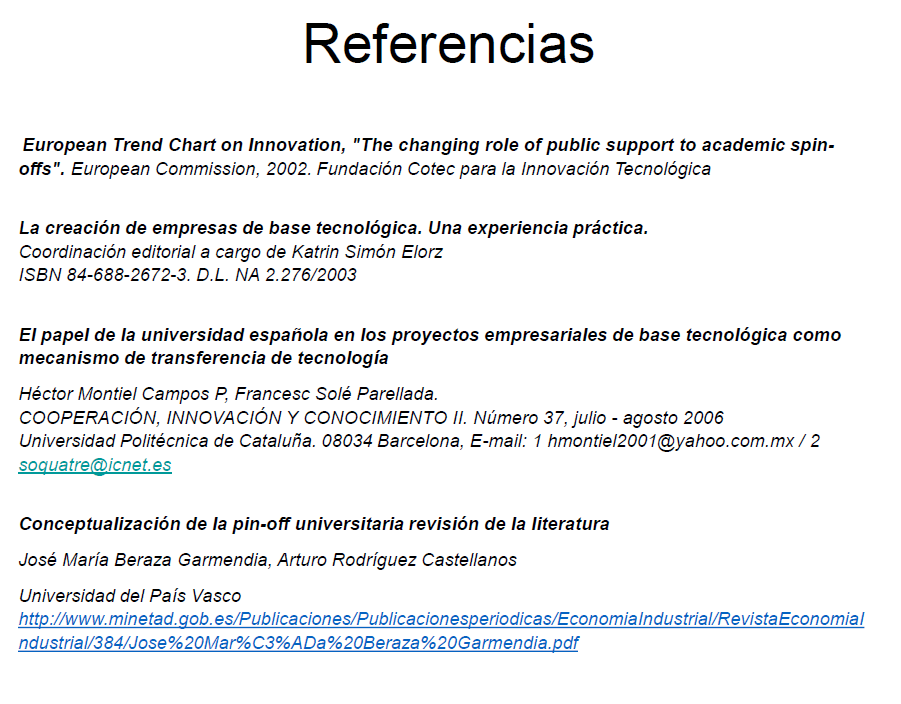 Referencias
European Trend Chart on Innovation, "The changing role of public support to academic spin-
offs". European Commission, 2002. Fundación Cotec para la Innovación Tecnológica
La creación de empresas de base tecnológica. Una experiencia práctica.
Coordinación editorial a cargo de Katrin Simón Elorz
ISBN 84-688-2672-3. D.L. NA 2.276/2003
El papel de la universidad española en los proyectos empresariales de base tecnológica como
mecanismo de transferencia de tecnología
Héctor Montiel Campos P, Francesc Solé Parellada.
COOPERACIÓN, INNOVACIÓN Y CONOCIMIENTO II. Número 37, julio - agosto 2006
Universidad Politécnica de Cataluña. 08034 Barcelona, E-mail: 1 hmontiel2001@yahoo.com.mx / 2
soquatre@icnet.es
Conceptualización de la pin-off universitaria revisión de la literatura
José María Beraza Garmendia, Arturo Rodríguez Castellanos
Universidad del País Vasco
http://www.minetad.gob.es/Publicaciones/Publicacionesperiodicas/EconomiaIndustrial/RevistaEconomiaI
ndustrial/384/Jose%20Mar%C3%ADa%20Beraza%20Garmendia.pdf